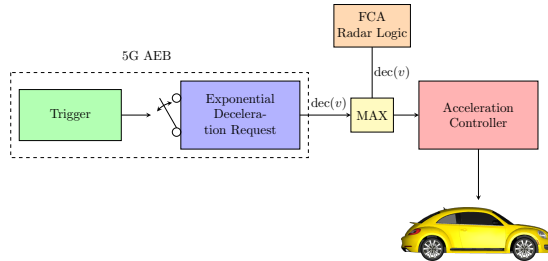 FCA
Radar Logic
5G AEB
Trigger
Exponential
Decelera-
tion Request
dec(v)
dec(v)
MAX
Acceleration
Controller